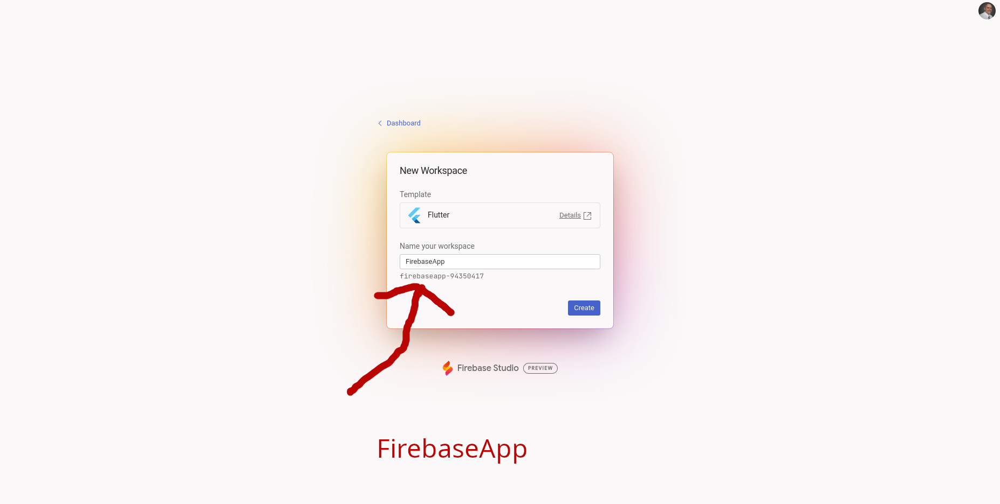 Dashboard
New Workspace
Template
Flutter
Details
Name your workspace
FirebaseApp
firebaseapp-94350417
Create
Firebase Studio
PREVIEW
FirebaseApp